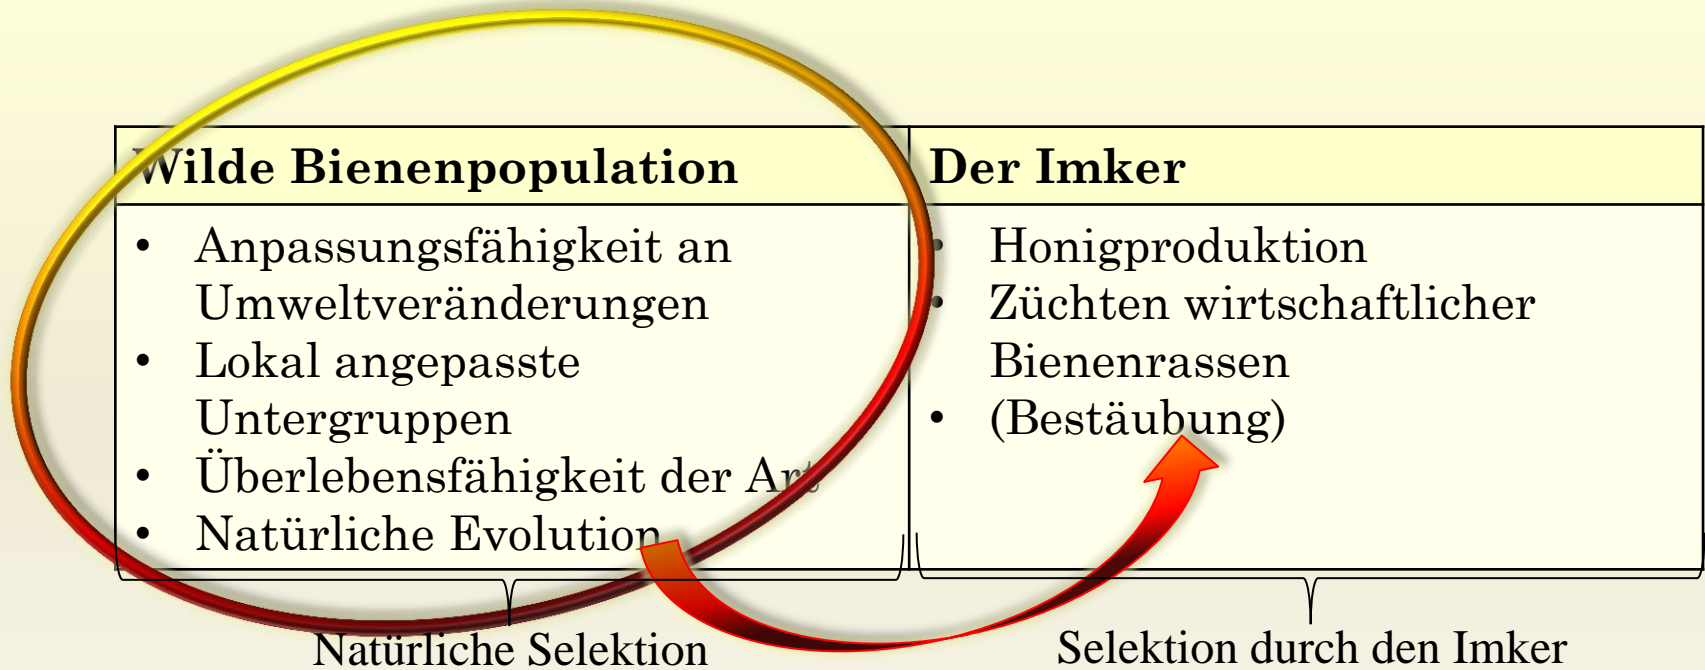 Wilde Bienenpopulation
• Anpassungsfähigkeit an
Umweltveränderungen
• Lokal angepasste
Untergruppen
• Überlebensfähigkeit der Art
• Natürliche Evolution
Der Imker
• Honigproduktion
• Züchten wirtschaftlicher
Bienenrassen
• (Bestäubung)
Natürliche Selektion
Selektion durch den Imker